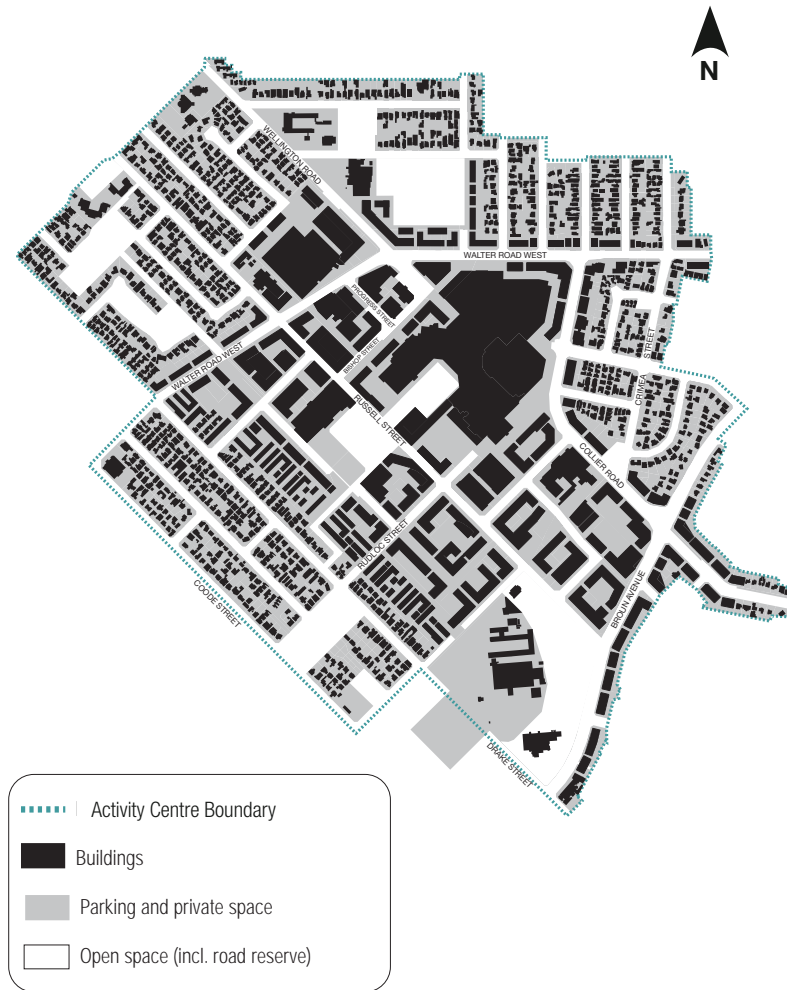 N
WELLINGTON ROAD
WALTER ROAD WEST
PROGRESS STREET
BISHOP STREET
WALTER ROAD WEST
CRIMEA STREET
RUSSELL STREET
COLLIER ROAD
RUDLOC STREET
COODE STREET
BROUN AVENUE
DRAKE STREET
Activity Centre Boundary
Buildings
Parking and private space
Open space (incl. road reserve)